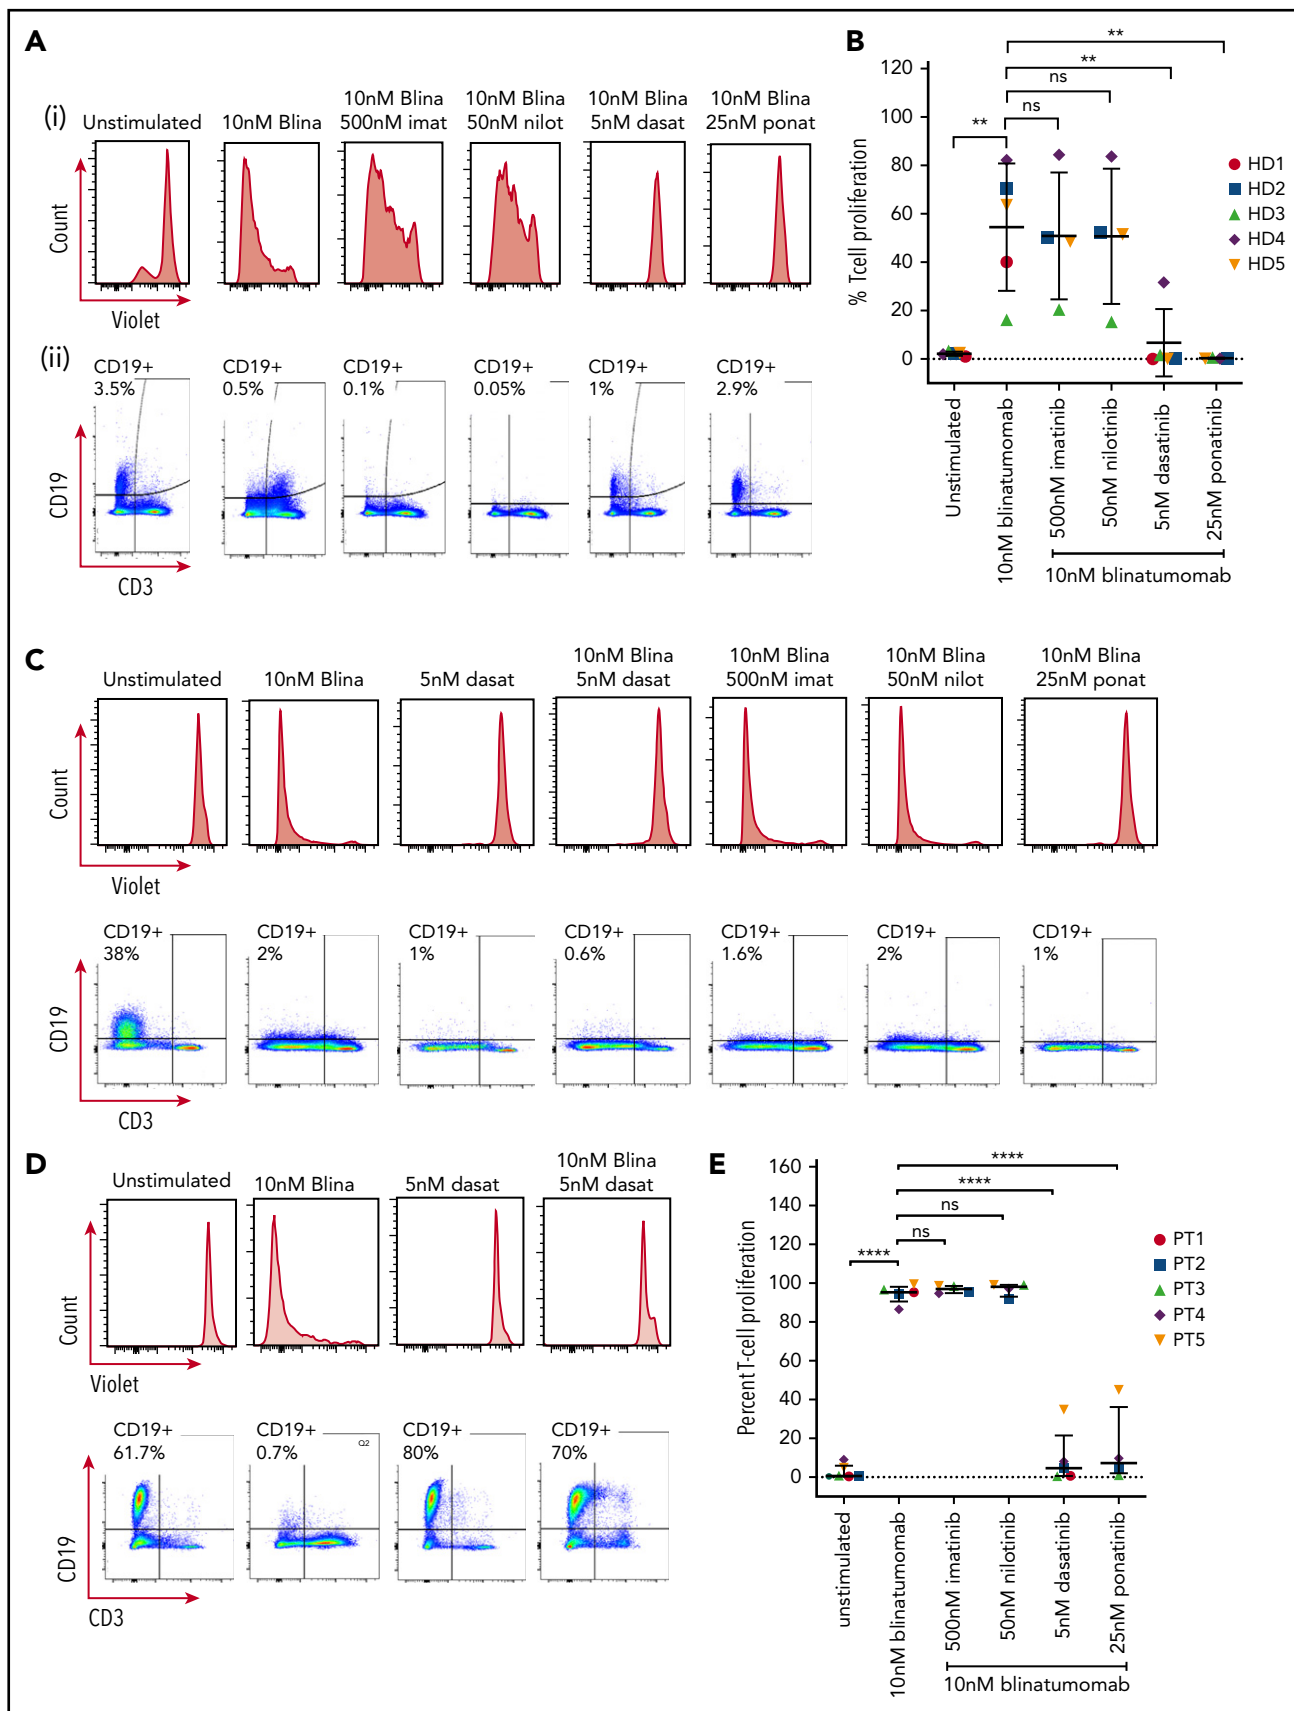 A
(i)
Unstimulated
10nM Blina
10nM Blina
500nM imat
10nM Blina
50nM nilot
10nM Blina
5nM dasat
10nM Blina
25nM ponat
Count
Violet
(ii)
CD19+
3.5%
CD19+
0.5%
CD19+
0.1%
CD19+
0.05%
CD19+
1%
CD19+
2.9%
CD19
CD3
B
% Tcell proliferation
120
100
80
60
40
20
0
**
**
ns
ns
**
HD1
HD2
HD3
HD4
HD5
Unstimulated
10nM blinatumomab
500nM imatinib
50nM nilotinib
5nM dasatinib
25nM ponatinib
10nM blinatumomab
C
Unstimulated
10nM Blina
5nM dasat
10nM Blina
5nM dasat
10nM Blina
500nM imat
10nM Blina
50nM nilot
10nM Blina
25nM ponat
Count
Violet
CD19+
38%
CD19+
2%
CD19+
1%
CD19+
0.6%
CD19+
1.6%
CD19+
2%
CD19+
1%
CD19
CD3
D
Unstimulated
10nM Blina
5nM dasat
10nM Blina
5nM dasat
Count
Violet
CD19+
61.7%
CD19+
0.7%
Q2
CD19+
80%
CD19+
70%
CD19
CD3
E
Percent T-cell proliferation
160
140
120
100
80
60
40
20
0
****
****
ns
ns
****
PT1
PT2
PT3
PT4
PT5
unstimulated
10nM blinatumomab
500nM imatinib
50nM nilotinib
5nM dasatinib
25nM ponatinib
10nM blinatumomab